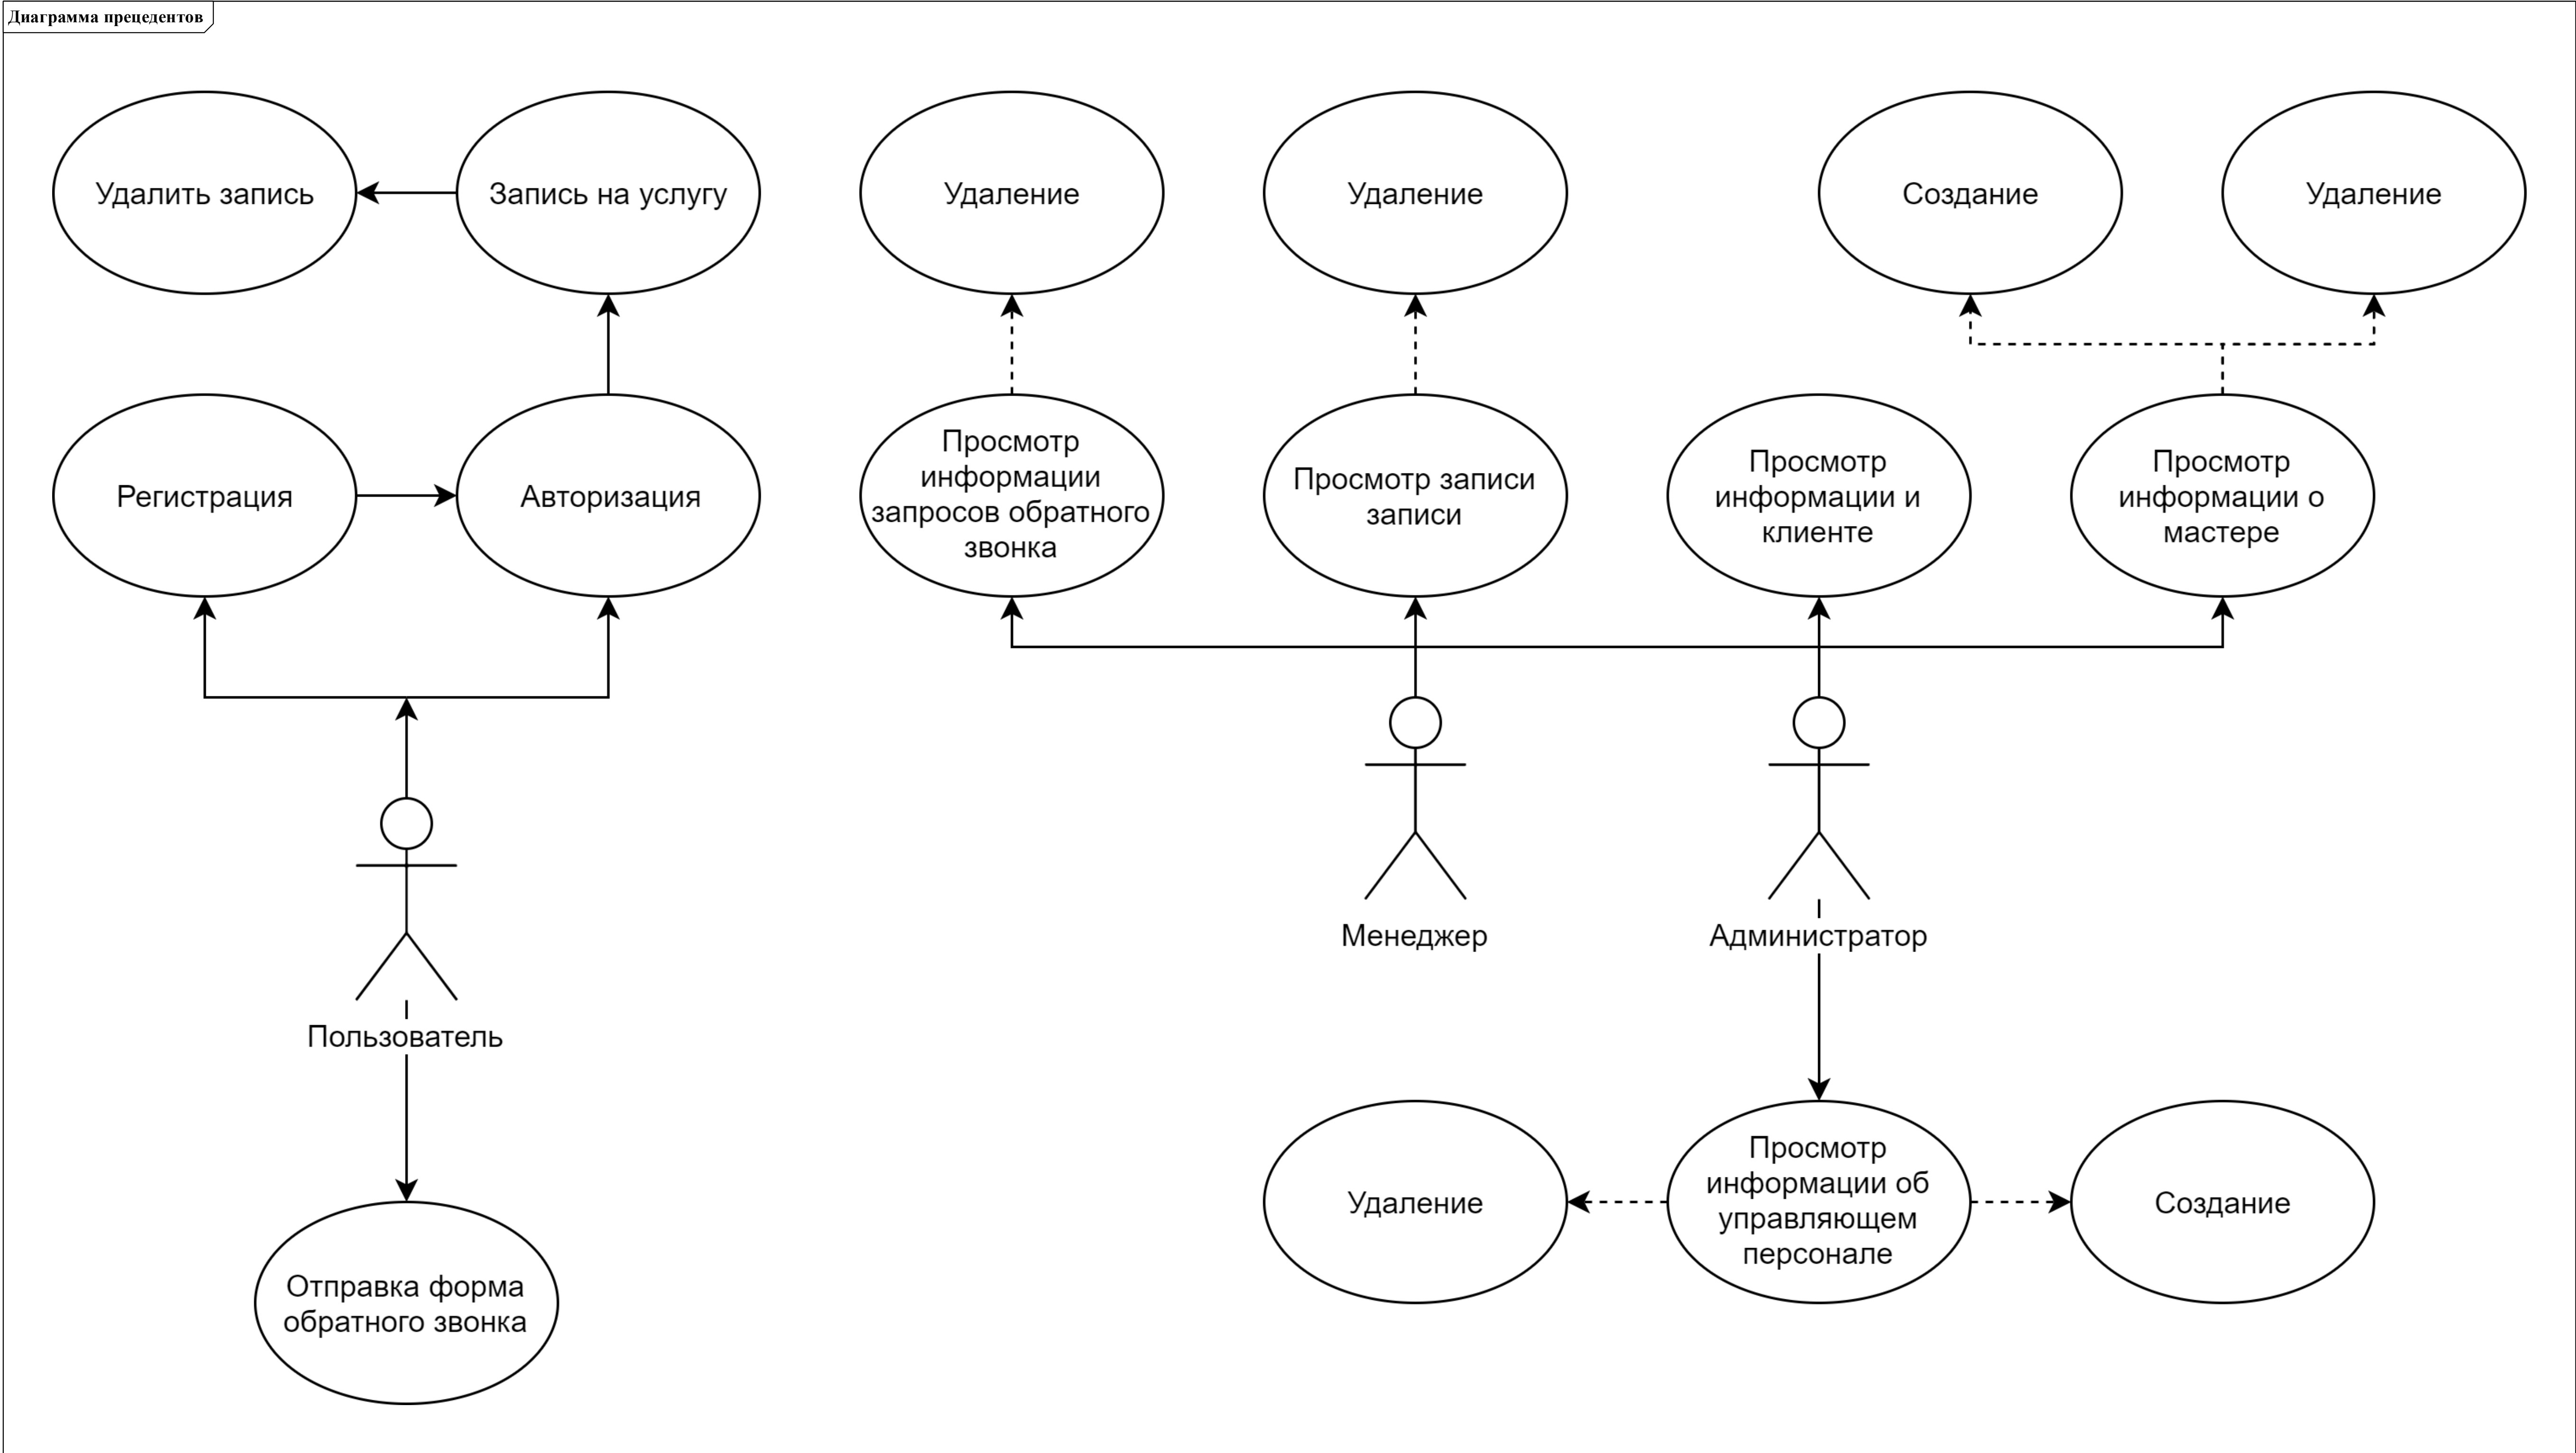 Диаграмма прецедентов
Удалить запись
Запись на услугу
Удаление
Удаление
Создание
Удаление
Регистрация
Авторизация
Просмотр
информации
запросов обратного
звонка
Просмотр записи
записи
Просмотр
информации и
клиенте
Просмотр
информации о
мастере
Менеджер
Администратор
Пользователь
Удаление
Просмотр
информации об
управляющем
персонале
Создание
Отправка форма
обратного звонка